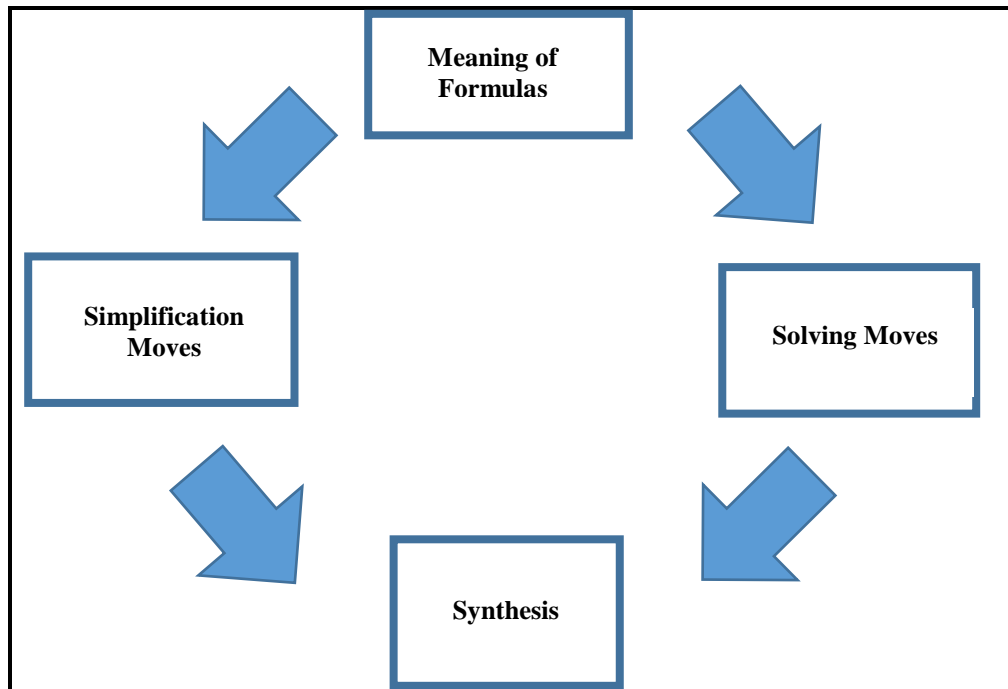 Meaning of
Formulas
Simplification
Moves
Solving Moves
Synthesis